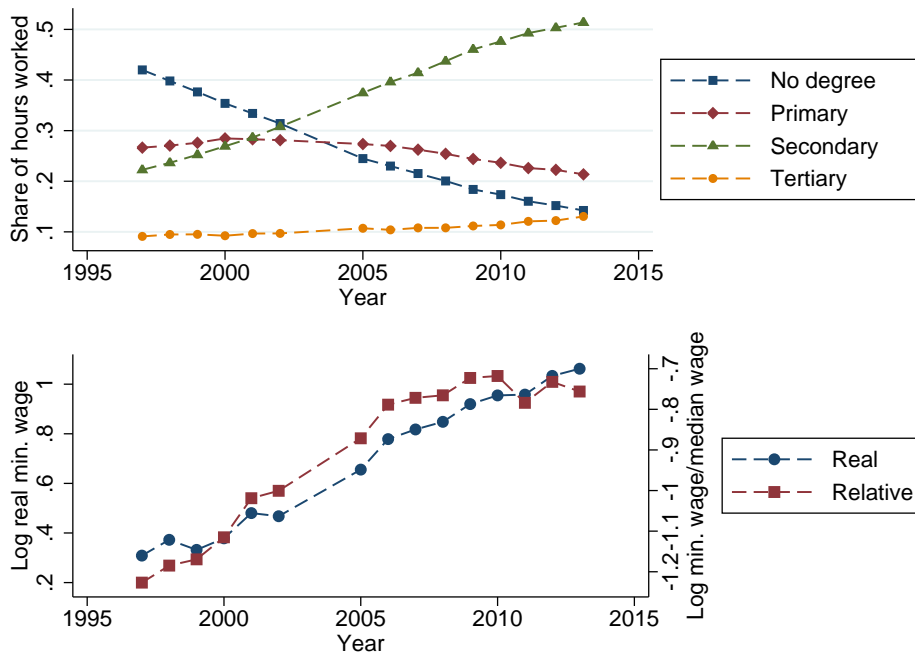 Share of hours worked
.5
.4
.3
.2
.1
1995
2000
2005
2010
2015
Year
No degree
Primary
Secondary
Tertiary
Log real min. wage
1
.8
.6
.4
.2
-.7
-.8
-.9
-1
-1.1
-1.2
Log min. wage/median wage
1995
2000
2005
2010
2015
Year
Real
Relative